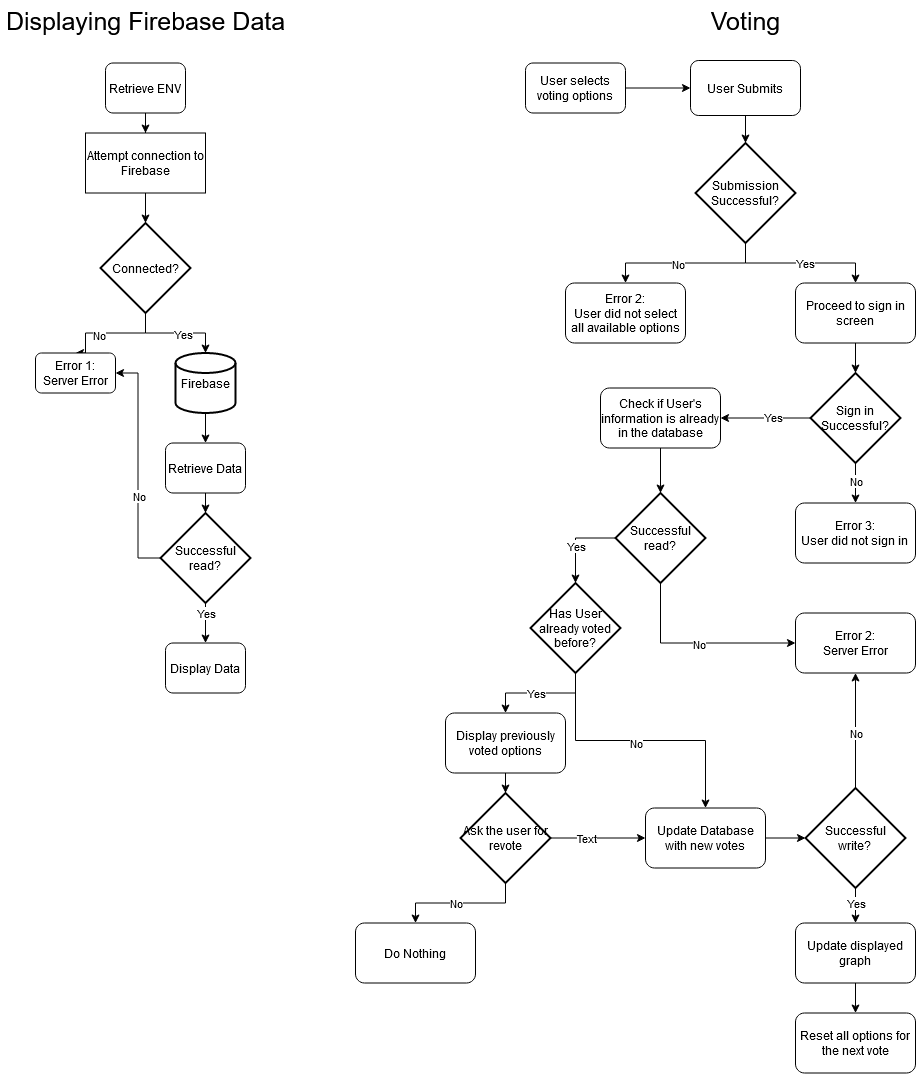 Displaying Firebase Data
Retrieve ENV
Attempt connection to
Firebase
Connected?
No
Yes
Error 1:
Server Error
Firebase
Retrieve Data
No
Successful
read?
Yes
Display Data
Voting
User selects
voting options
User Submits
Submission
Successful?
No
Yes
Error 2:
User did not select
all available options
Proceed to sign in
screen
Sign in
Successful?
Yes
No
Check if User's
information is already
in the database
Error 3:
User did not sign in
Successful
read?
Yes
No
Has User
already voted
before?
Error 2:
Server Error
Yes
No
Display previously
voted options
No
Ask the user for
revote
Text
Update Database
with new votes
Successful
write?
No
Yes
Do Nothing
Update displayed
graph
Reset all options for
the next vote